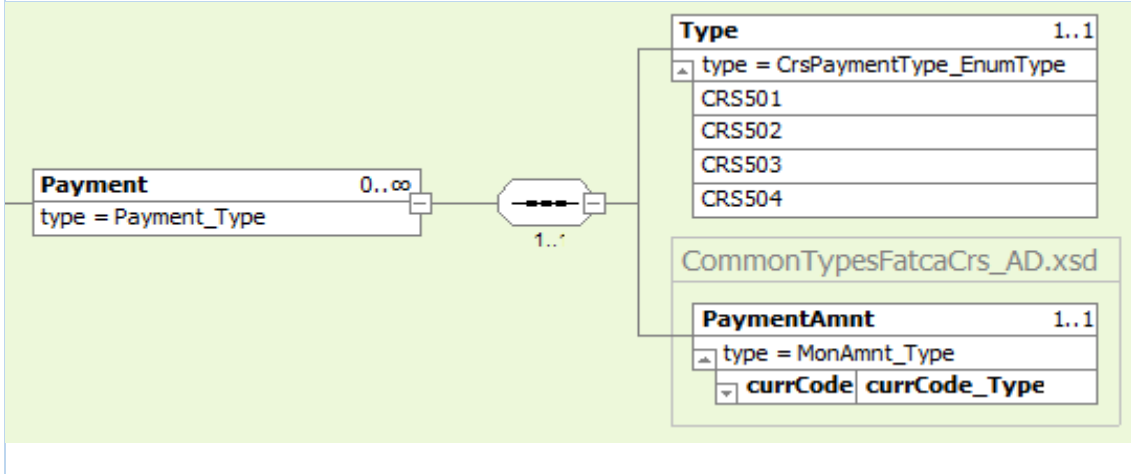 Type 1..1
type = CrsPaymentType_EnumType
CRS501
CRS502
CRS503
CRS504
Payment 0..∞
type = Payment_Type
1..
CommonTypesFatcaCrs_AD.xsd
PaymentAmnt 1..1
type = MonAmnt_Type
currCode currCode_Type